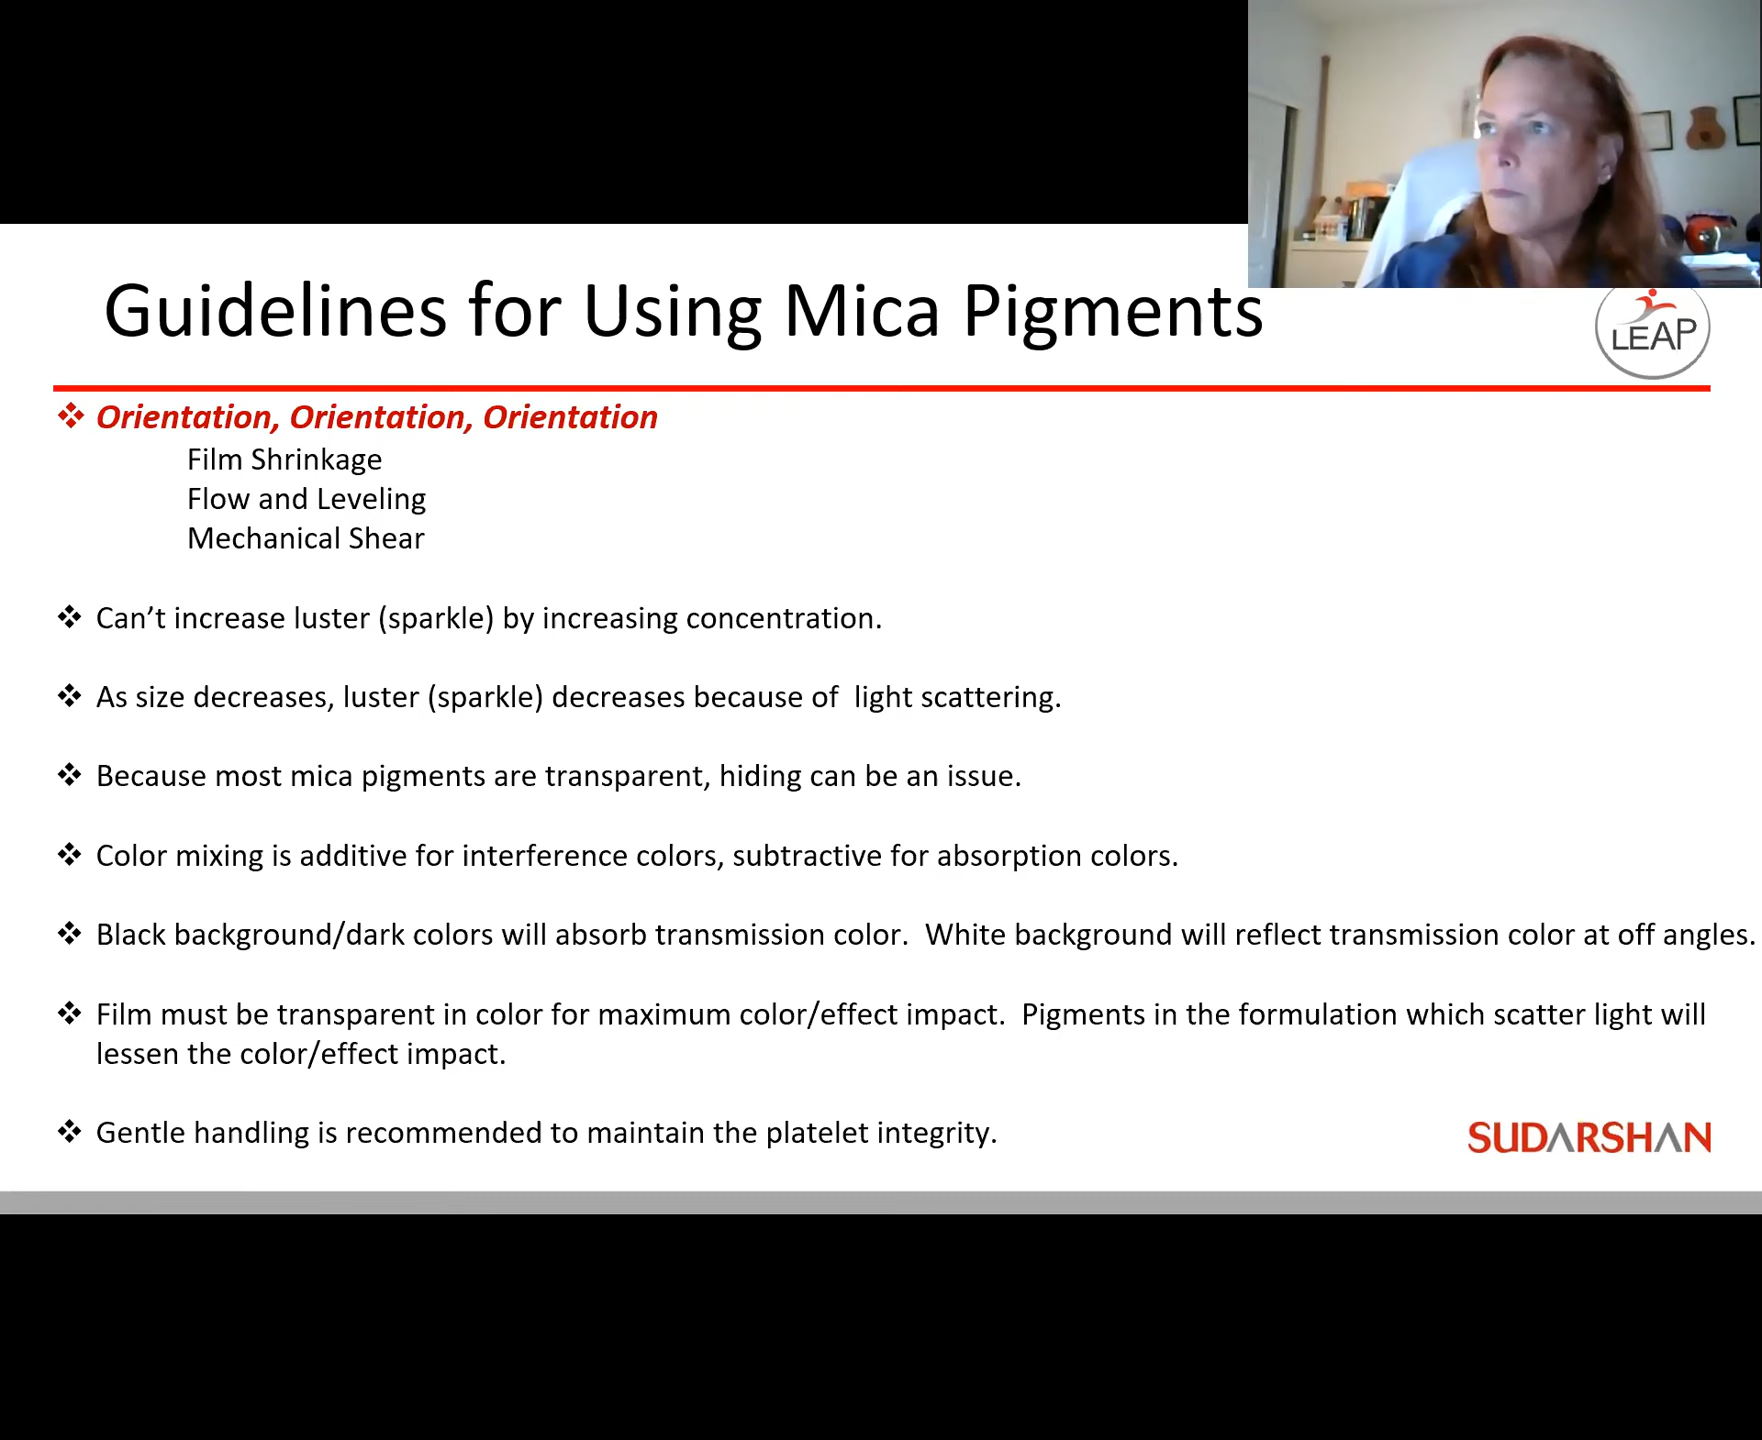 Guidelines for Using Mica Pigments
LEAP
Orientation, Orientation, Orientation
Film Shrinkage
Flow and Leveling
Mechanical Shear
Can’t increase luster (sparkle) by increasing concentration.
As size decreases, luster (sparkle) decreases because of  light scattering.
Because most mica pigments are transparent, hiding can be an issue.
Color mixing is additive for interference colors, subtractive for absorption colors.
Black background/dark colors will absorb transmission color.  White background will reflect transmission color at off angles.
Film must be transparent in color for maximum color/effect impact.  Pigments in the formulation which scatter light will
lessen the color/effect impact.
Gentle handling is recommended to maintain the platelet integrity.
SUDARSHAN